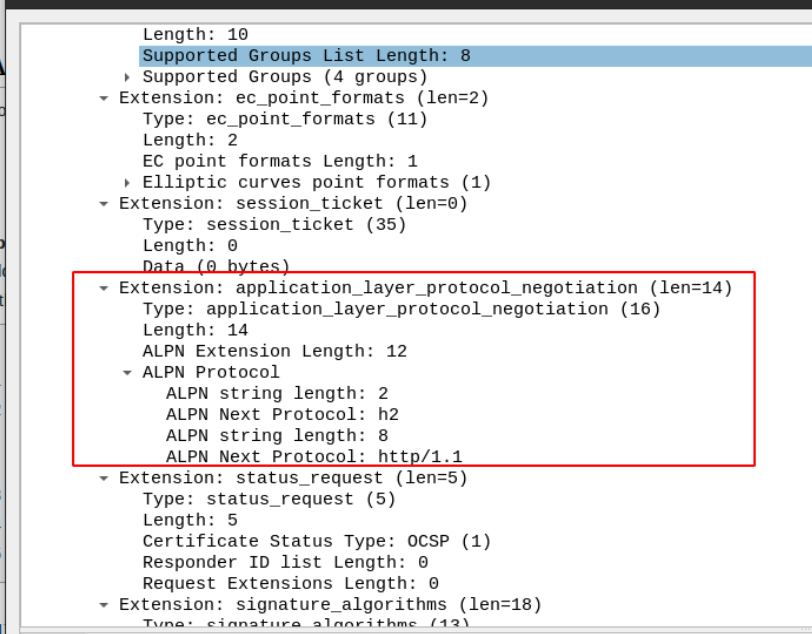 Length: 10
Supported Groups List Length: 8
Supported Groups (4 groups)
Extension: ec_point_formats (len=2)
Type: ec_point_formats (11)
Length: 2
EC point formats Length: 1
Elliptic curves point formats (1)
Extension: session_ticket (len=0)
Type: session_ticket (35)
Length: 0
Data (0 bytes)
Extension: application_layer_protocol_negotiation (len=14)
Type: application_layer_protocol_negotiation (16)
Length: 14
ALPN Extension Length: 12
ALPN Protocol
ALPN string length: 2
ALPN Next Protocol: h2
ALPN string length: 8
ALPN Next Protocol: http/1.1
Extension: status_request (len=5)
Type: status_request (5)
Length: 5
Certificate Status Type: OCSP (1)
Responder ID list Length: 0
Request Extensions Length: 0
Extension: signature_algorithms (len=18)
Type: signature_algorithms (13)